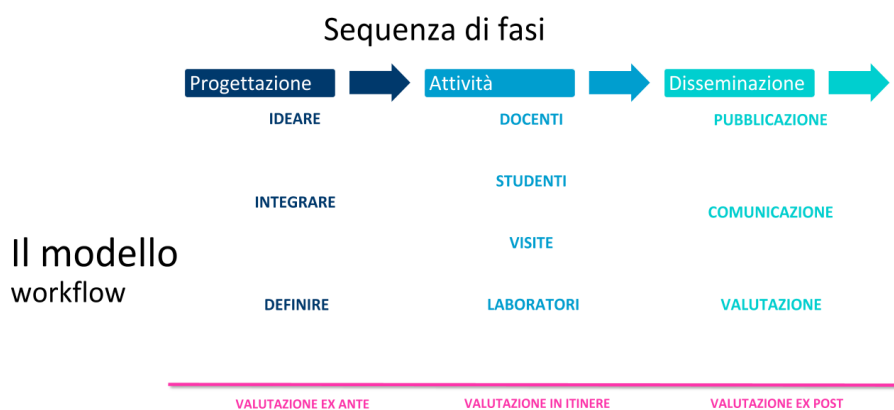 Sequenza di fasi
Progettazione
Attività
Disseminazione
IDEARE
DOCENTI
PUBBLICAZIONE
STUDENTI
INTEGRARE
COMUNICAZIONE
VISITE
Il modello
workflow
DEFINIRE
LABORATORI
VALUTAZIONE
VALUTAZIONE EX ANTE
VALUTAZIONE IN ITINERE
VALUTAZIONE EX POST